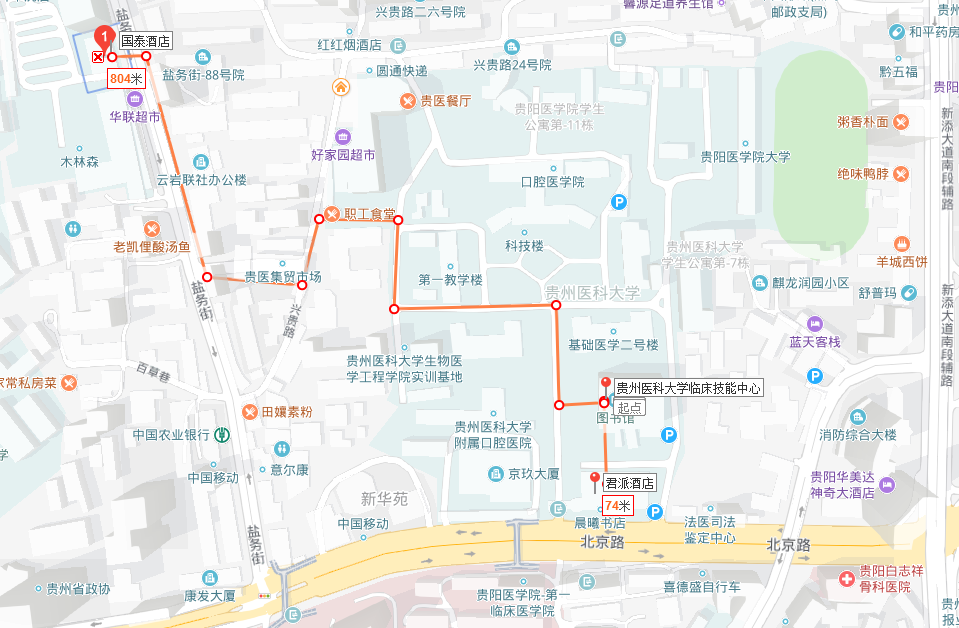 兴贵路二六号院
馨源足道养生馆
邮政支局)
盐务街
1
国泰酒店
红红烟酒店
和平药房
804米
盐务街-88号院
圆通快递
兴贵路24号院
黔五福
华联超市
贵医餐厅
贵阳医学院学生
公寓第-11栋
粥香朴面
新添大道南段辅路
木林森
好家园超市
贵阳医学院大学
云岩联社办公楼
口腔医学院
绝味鸭脖
P
职工食堂
老凯俚酸汤鱼
科技楼
贵州医科大学
学生公寓第-7栋
羊城西饼
贵医集贸市场
第一教学楼
麒龙润园小区
舒普玛
盐务街
贵州医科大学
新添大道南段辅路
兴贵路
基础医学二号楼
蓝天客栈
贵州医科大学生物医
学工程学院实训基地
百草巷
家常私房菜
P
贵州医科大学临床技能中心
起点
田孃素粉
图书馆
中国农业银行
贵州医科大学
附属口腔医院
P
消防综合大楼
意尔康
中国移动
京玖大厦
君派酒店
贵阳华美达
神奇大酒店
新华苑
74米
P
中国移动
晨曦书店
法医司法
鉴定中心
盐务街
北京路
北京路
贵州省政协
康发大厦
贵阳医学院-第一
临床医学院
喜德盛自行车
贵阳白志祥
骨科医院